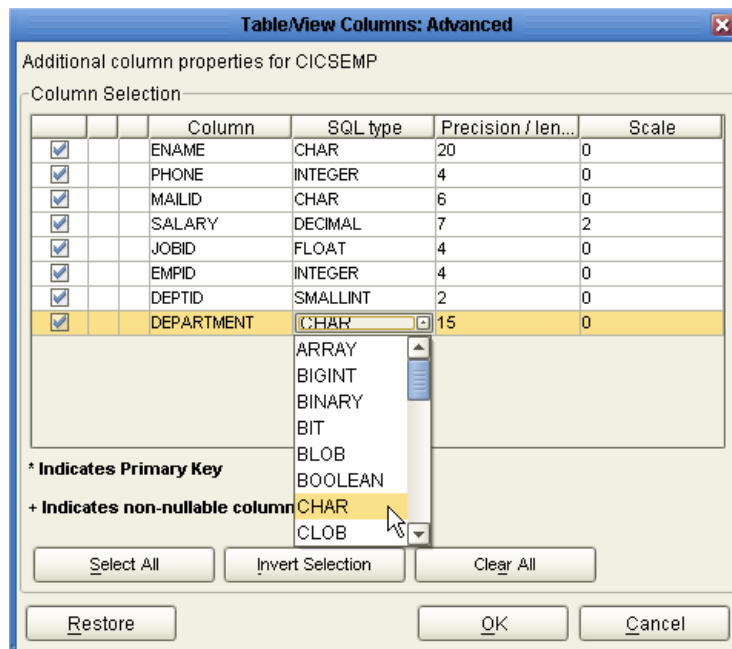 Table/View Columns: Advanced
Additional column properties for CICSEMP
Column Selection
Column SQL type Precision / len... Scale
ENAME CHAR 20 0
PHONE INTEGER 4 0
MAILID CHAR 6 0
SALARY DECIMAL 7 2
JOBID FLOAT 4 0
EMPID INTEGER 4 0
DEPTID SMALLINT 2 0
DEPARTMENT CHAR 15 0
ARRAY
BIGINT
BINARY
BIT
BLOB
BOOLEAN
CHAR
CLOB
* Indicates Primary Key
+ Indicates non-nullable column
Select All Invert Selection Clear All
Restore OK Cancel